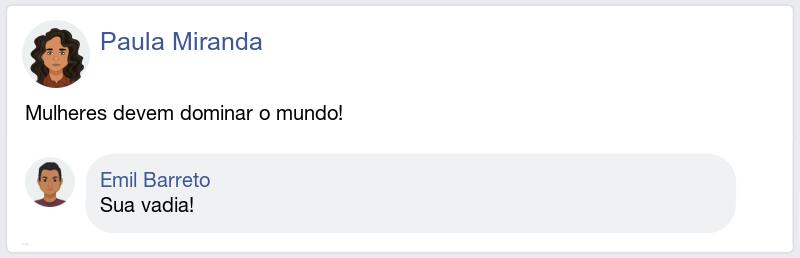 Paula Miranda
Mulheres devem dominar o mundo!
Emil Barreto
Sua vadia!